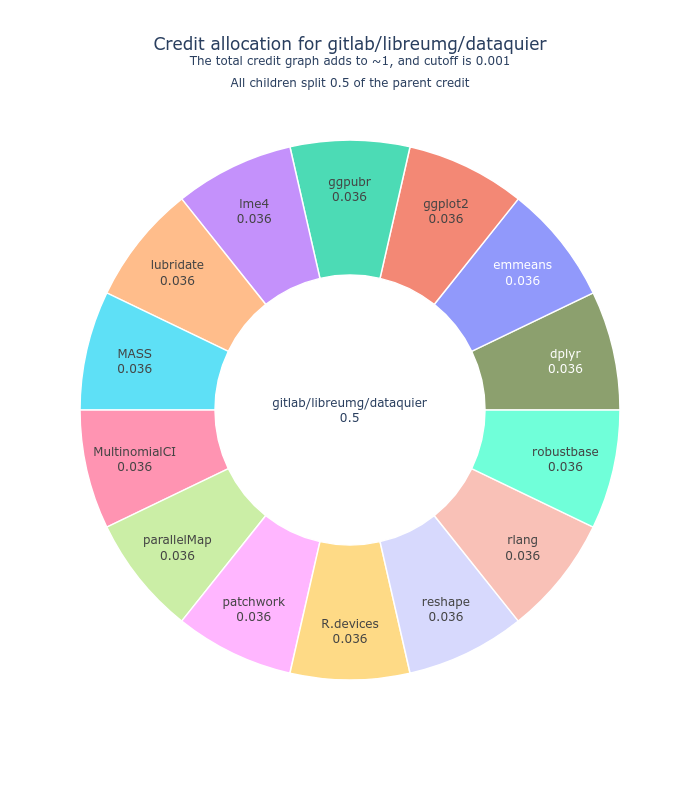 Credit allocation for gitlab/libreumg/dataquier
The total credit graph adds to ~1, and cutoff is 0.001
All children split 0.5 of the parent credit
ggpubr
0.036
ggplot2
0.036
emmeans
0.036
dplyr
0.036
robustbase
0.036
rlang
0.036
reshape
0.036
R.devices
0.036
patchwork
0.036
parallelMap
0.036
MultinomialCI
0.036
MASS
0.036
lubridate
0.036
lme4
0.036
gitlab/libreumg/dataquier
0.5